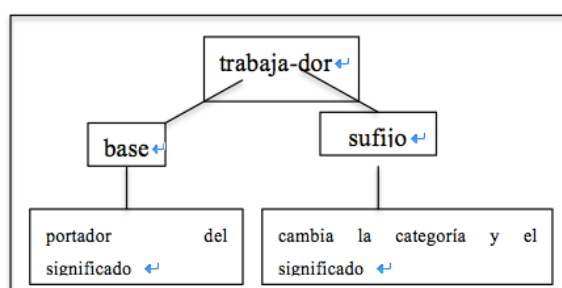 trabaja-dor
base
sufijo
portador del
significado
cambia la categoría y el
significado